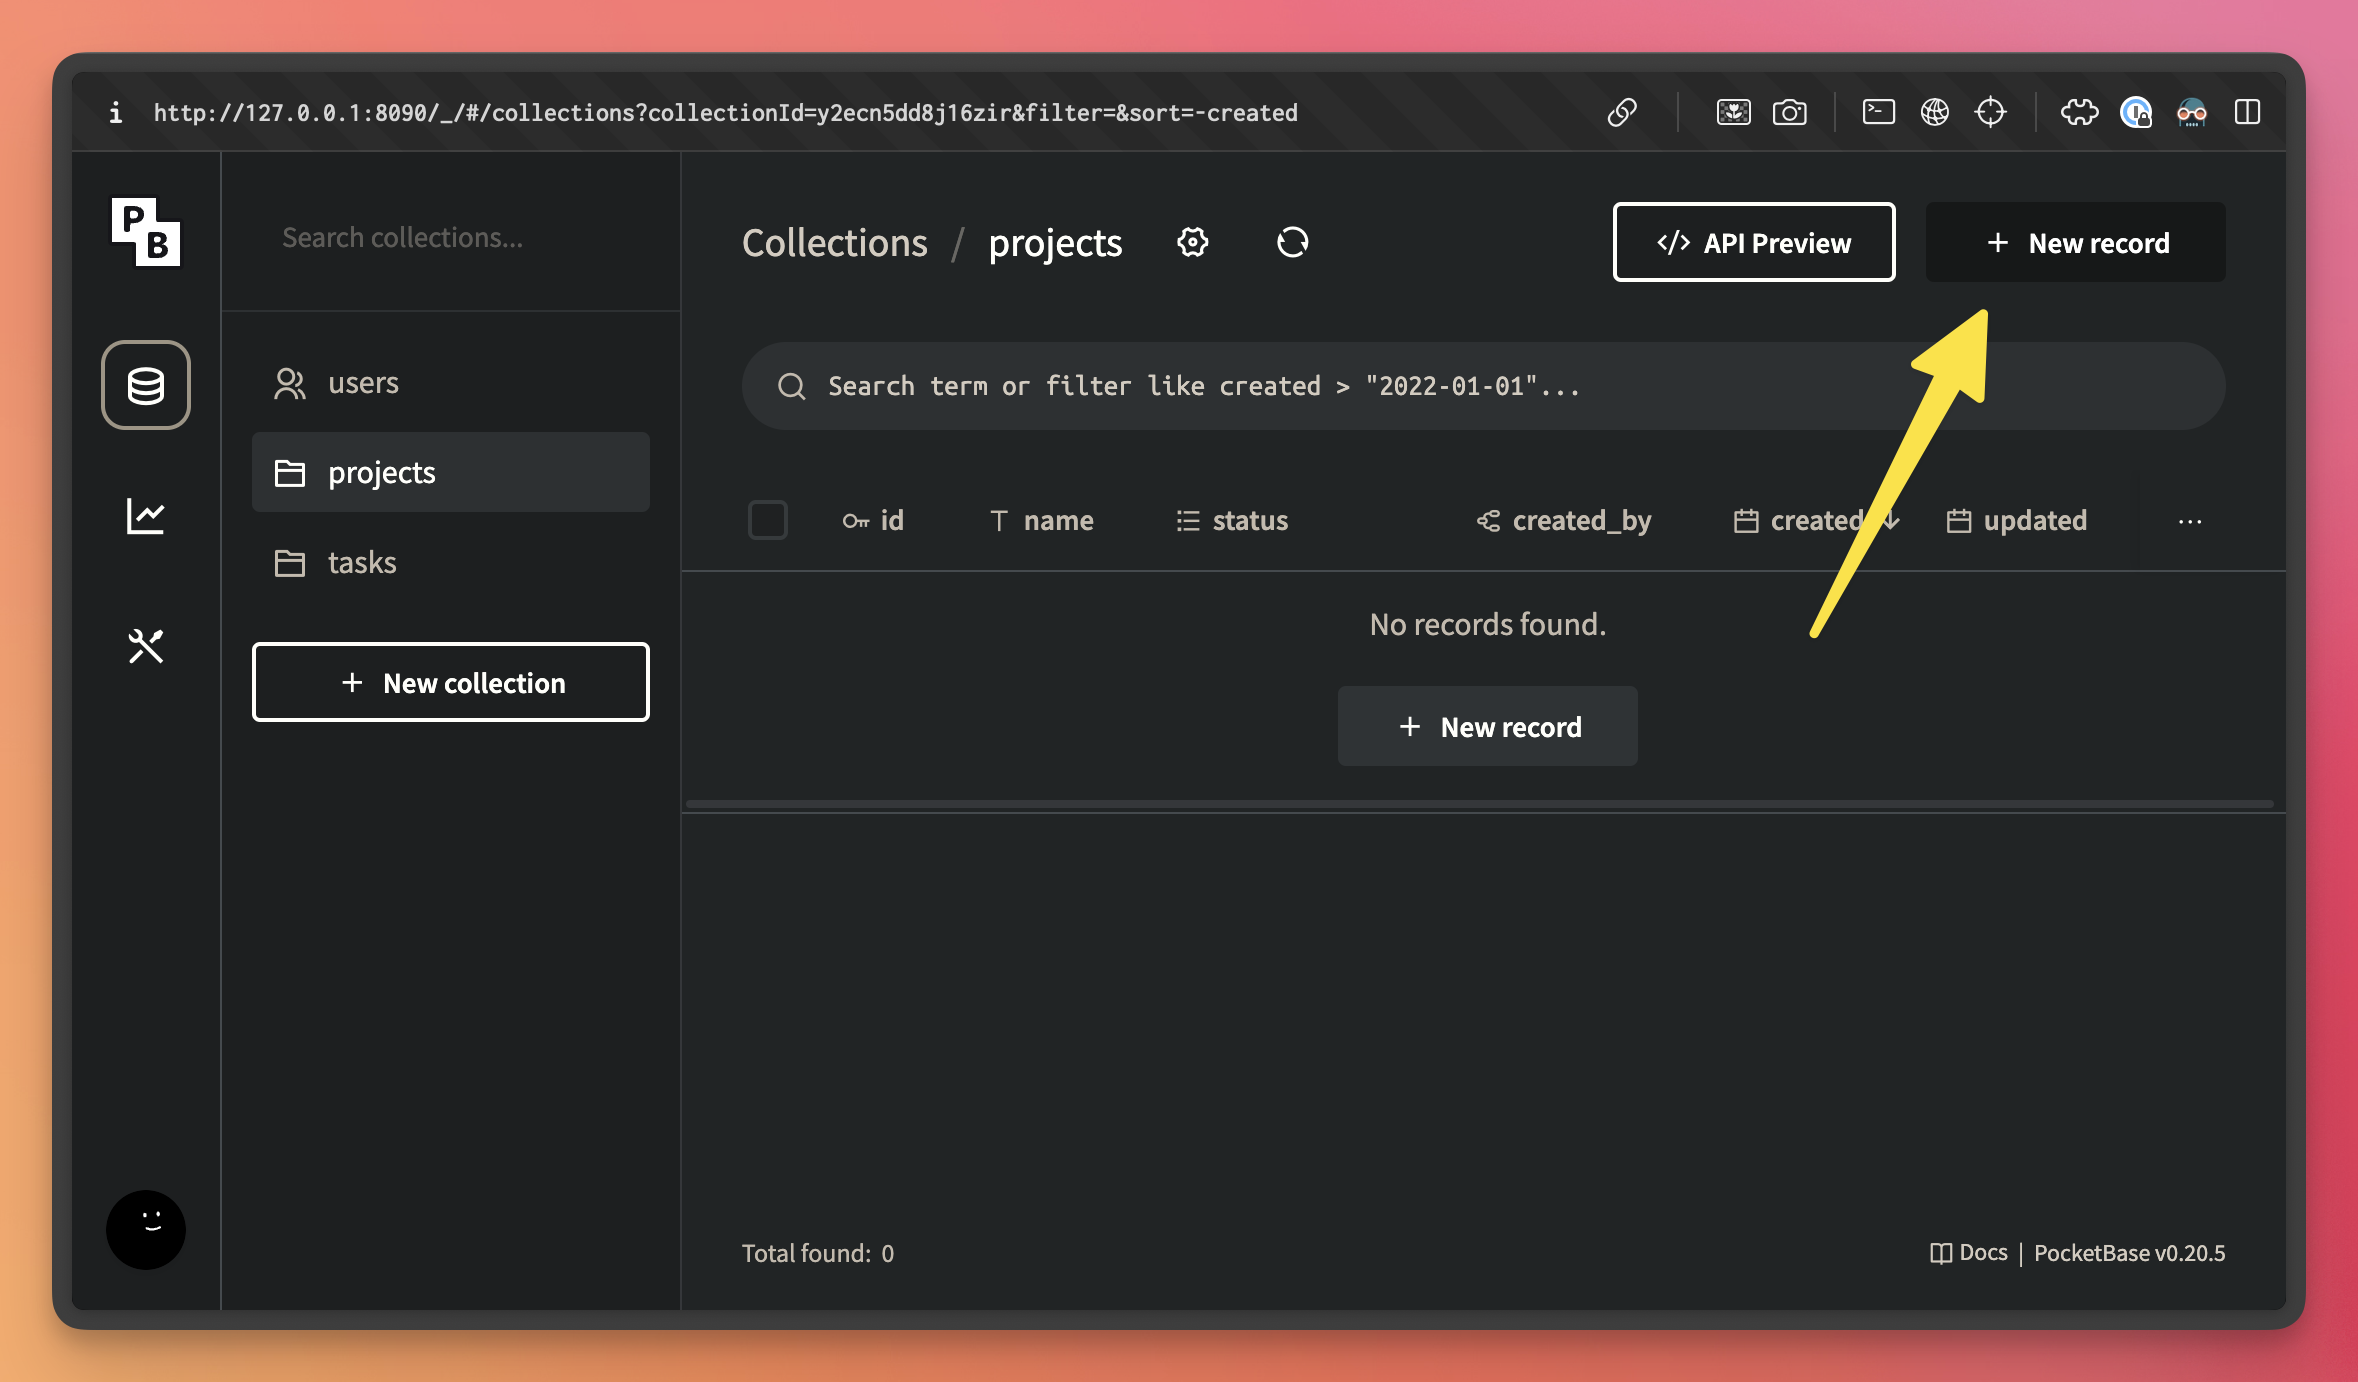 http://127.0.0.1:8090/_/#/collections?collectionId=y2ecn5dd8j16zir&filter=&sort=-created
PB
Search collections...
users
projects
tasks
+ New collection
Collections / projects
</> API Preview
+ New record
Search term or filter like created > "2022-01-01"...
id name status created_by created updated ...
No records found.
+ New record
Total found: 0
Docs | PocketBase v0.20.5